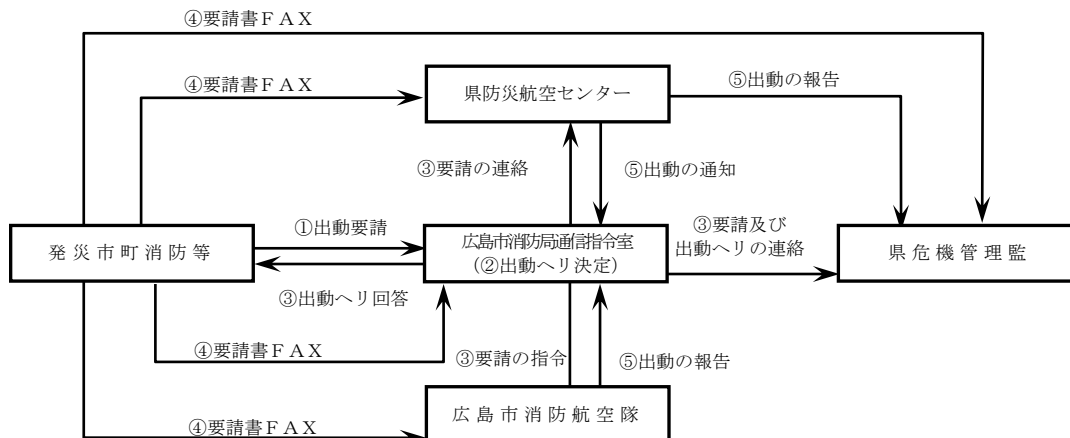 ④要請書ＦＡＸ
④要請書ＦＡＸ
県防災航空センター
⑤出動の報告
③要請の連絡
⑤出動の通知
発災市町消防等
①出動要請
広島市消防局通信指令室
（②出動ヘリ決定）
③要請及び
出動ヘリの連絡
県危機管理監
③出動ヘリ回答
④要請書ＦＡＸ
③要請の指令
⑤出動の報告
④要請書ＦＡＸ
広島市消防航空隊